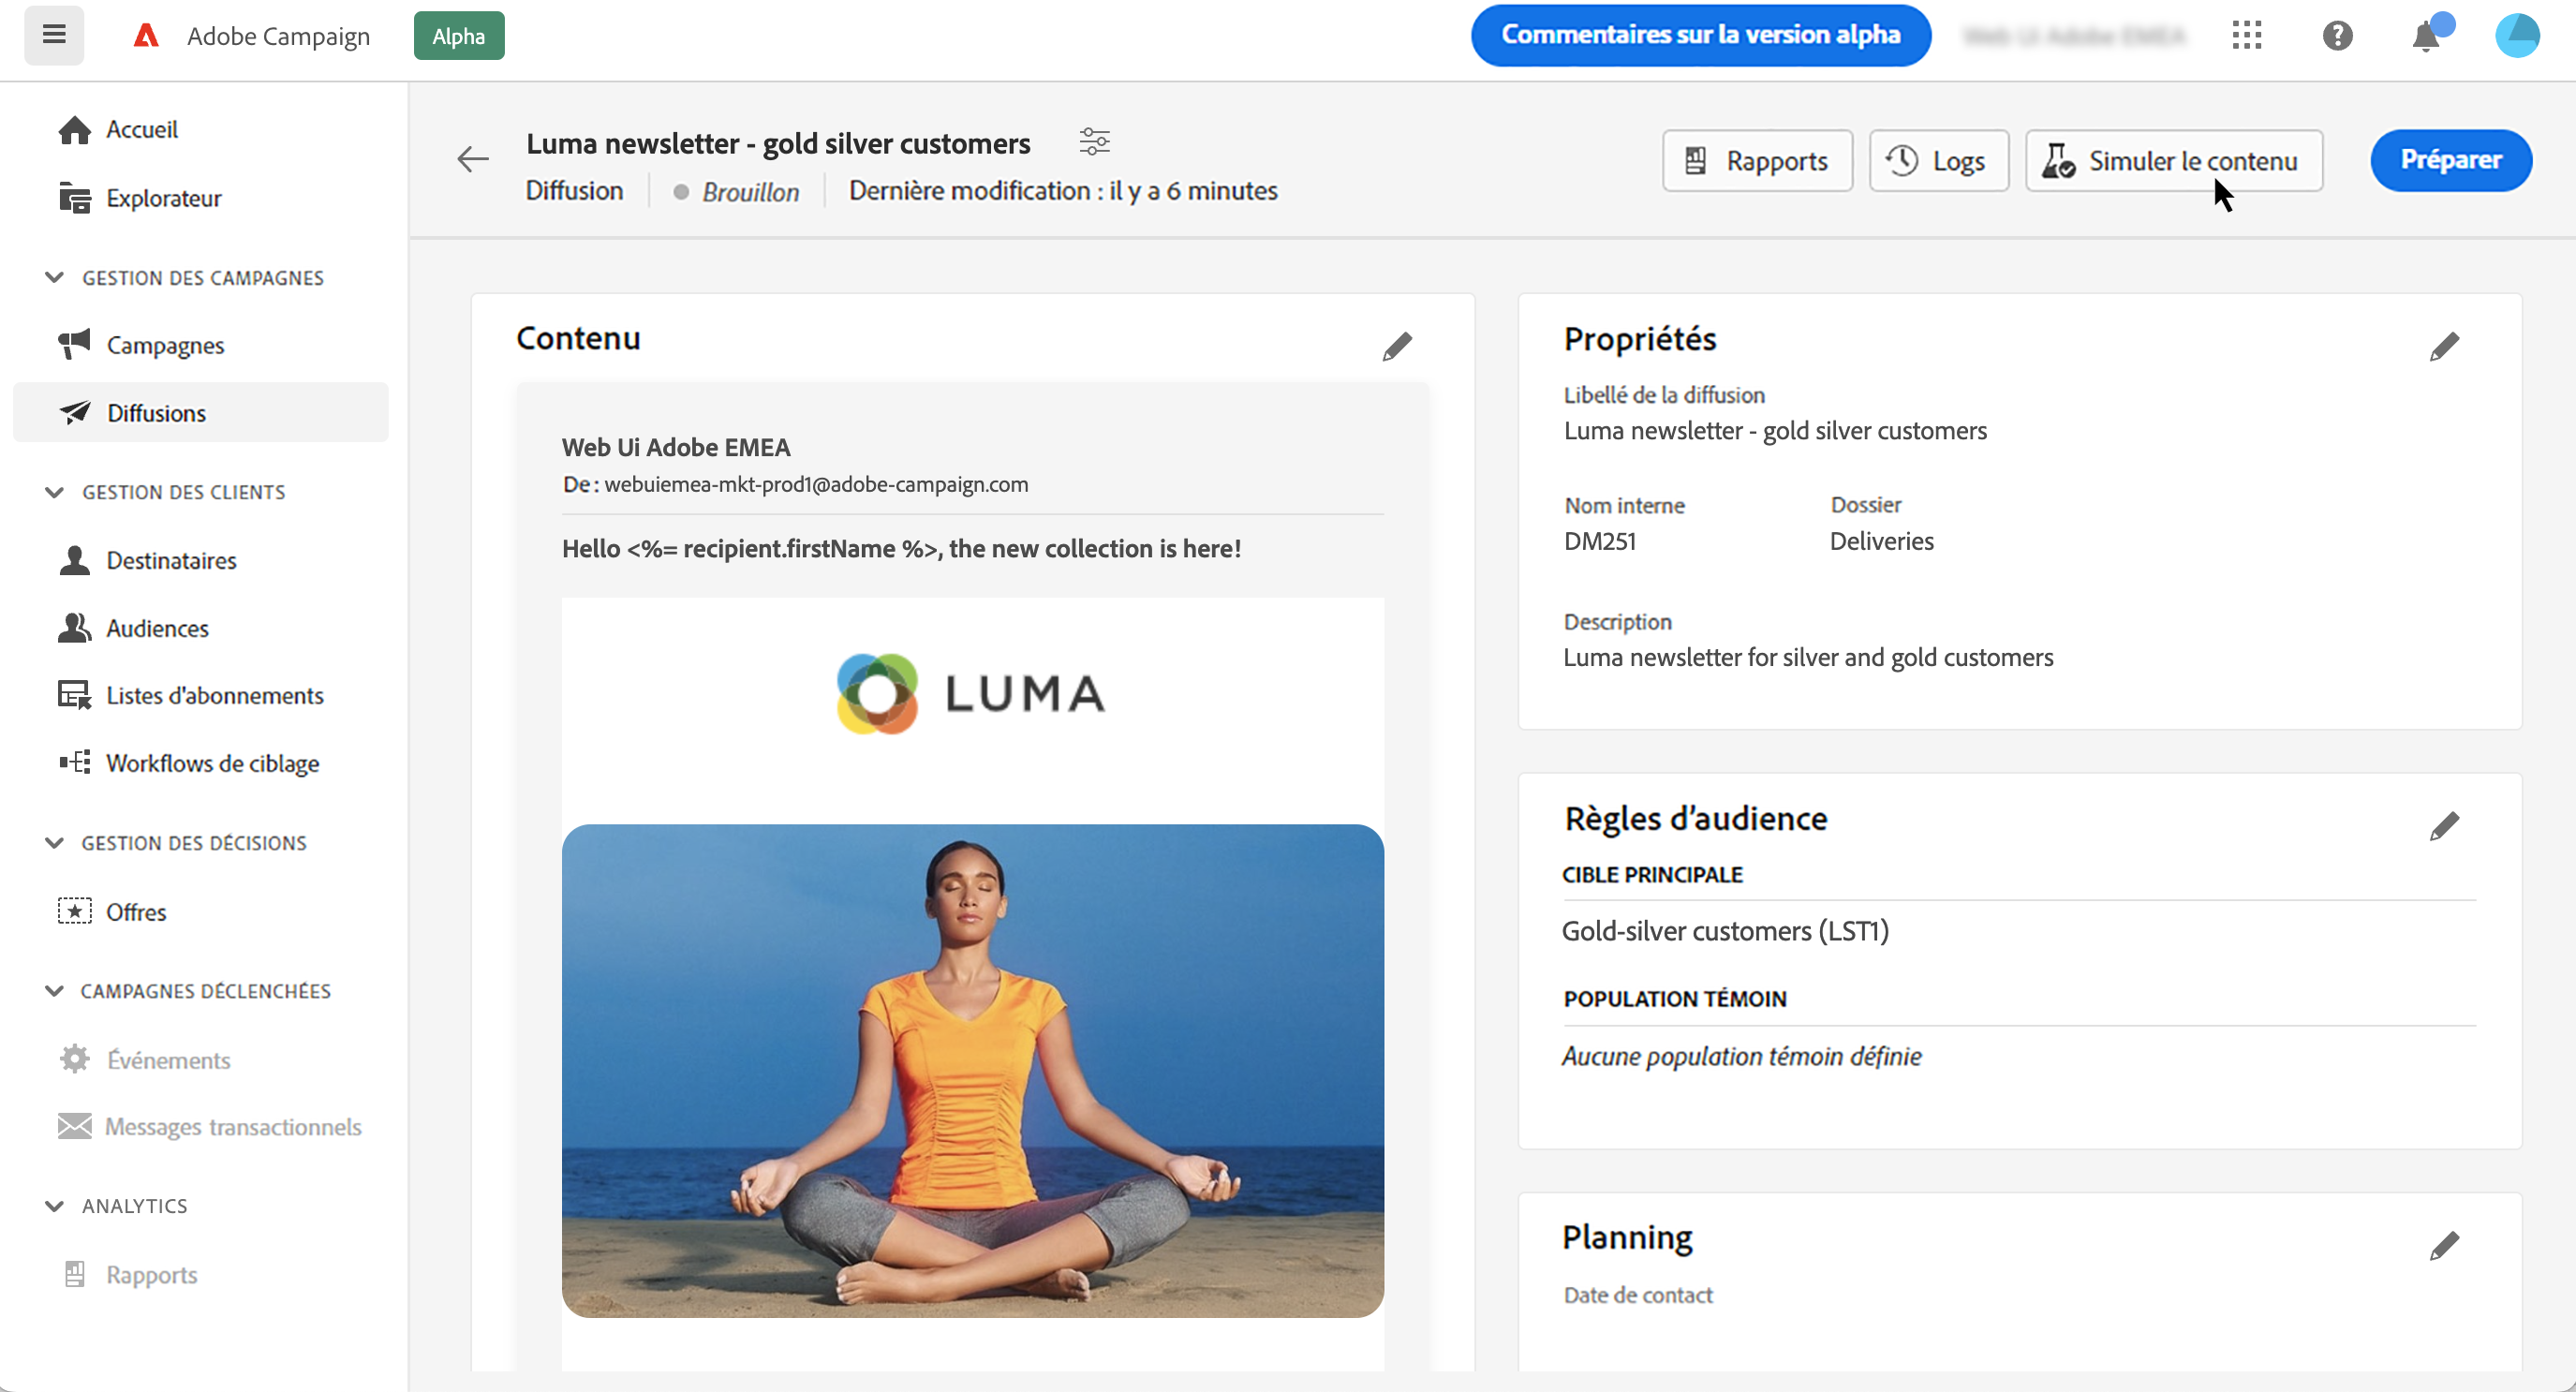 Adobe Campaign
Alpha
Commentaires sur la version alpha
Web Ui Adobe EMEA
Accueil
Explorateur
GESTION DES CAMPAGNES
Campagnes
Diffusions
GESTION DES CLIENTS
Destinataires
Audiences
Listes d'abonnements
Workflows de ciblage
GESTION DES DÉCISIONS
Offres
CAMPAGNES DÉCLENCHÉES
Événements
Messages transactionnels
ANALYTICS
Rapports
Luma newsletter - gold silver customers
Diffusion
Brouillon
Dernière modification : il y a 6 minutes
Rapports
Logs
Simuler le contenu
Préparer
Contenu
Web Ui Adobe EMEA
De : webuiemea-mkt-prod1@adobe-campaign.com
Hello <%= recipient.firstName %>, the new collection is here!
LUMA
Propriétés
Libellé de la diffusion
Luma newsletter - gold silver customers
Nom interne
Dossier
DM251
Deliveries
Description
Luma newsletter for silver and gold customers
Règles d’audience
CIBLE PRINCIPALE
Gold-silver customers (LST1)
POPULATION TÉMOIN
Aucune population témoin définie
Planning
Date de contact